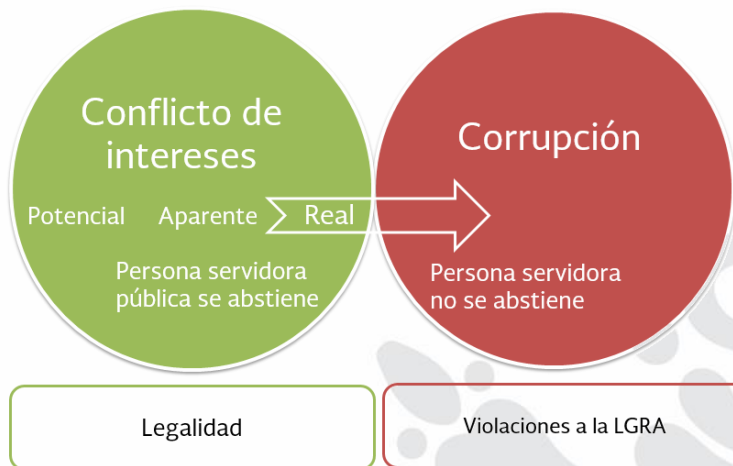 Conflicto de
intereses
Potencial
Aparente
Real
Persona servidora
pública se abstiene
Corrupción
Persona servidora
no se abstiene
Legalidad
Violaciones a la LGRA